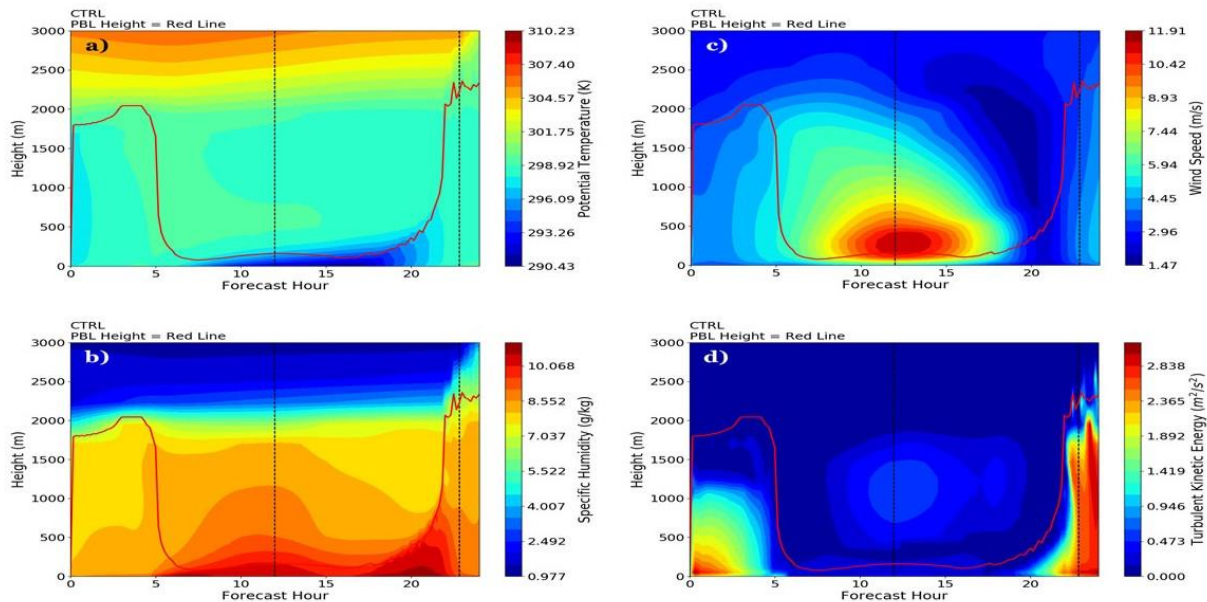 CTRL
PBL Height = Red Line
a)
3000
2500
2000
1500
1000
500
0
0 5 10 15 20
Height (m)
Forecast Hour
310.23
307.40
304.57
301.75
298.92
296.09
293.26
290.43
Potential Temperature (K)
CTRL
PBL Height = Red Line
c)
3000
2500
2000
1500
1000
500
0
0 5 10 15 20
Height (m)
Forecast Hour
11.91
10.42
8.93
7.44
5.94
4.45
2.96
1.47
Wind Speed (m/s)
CTRL
PBL Height = Red Line
b)
3000
2500
2000
1500
1000
500
0
0 5 10 15 20
Height (m)
Forecast Hour
10.068
8.552
7.037
5.522
4.007
2.492
0.977
Specific Humidity (g/kg)
CTRL
PBL Height = Red Line
d)
3000
2500
2000
1500
1000
500
0
0 5 10 15 20
Height (m)
Forecast Hour
2.838
2.365
1.892
1.419
0.946
0.473
0.000
Turbulent Kinetic Energy (m²/s²)